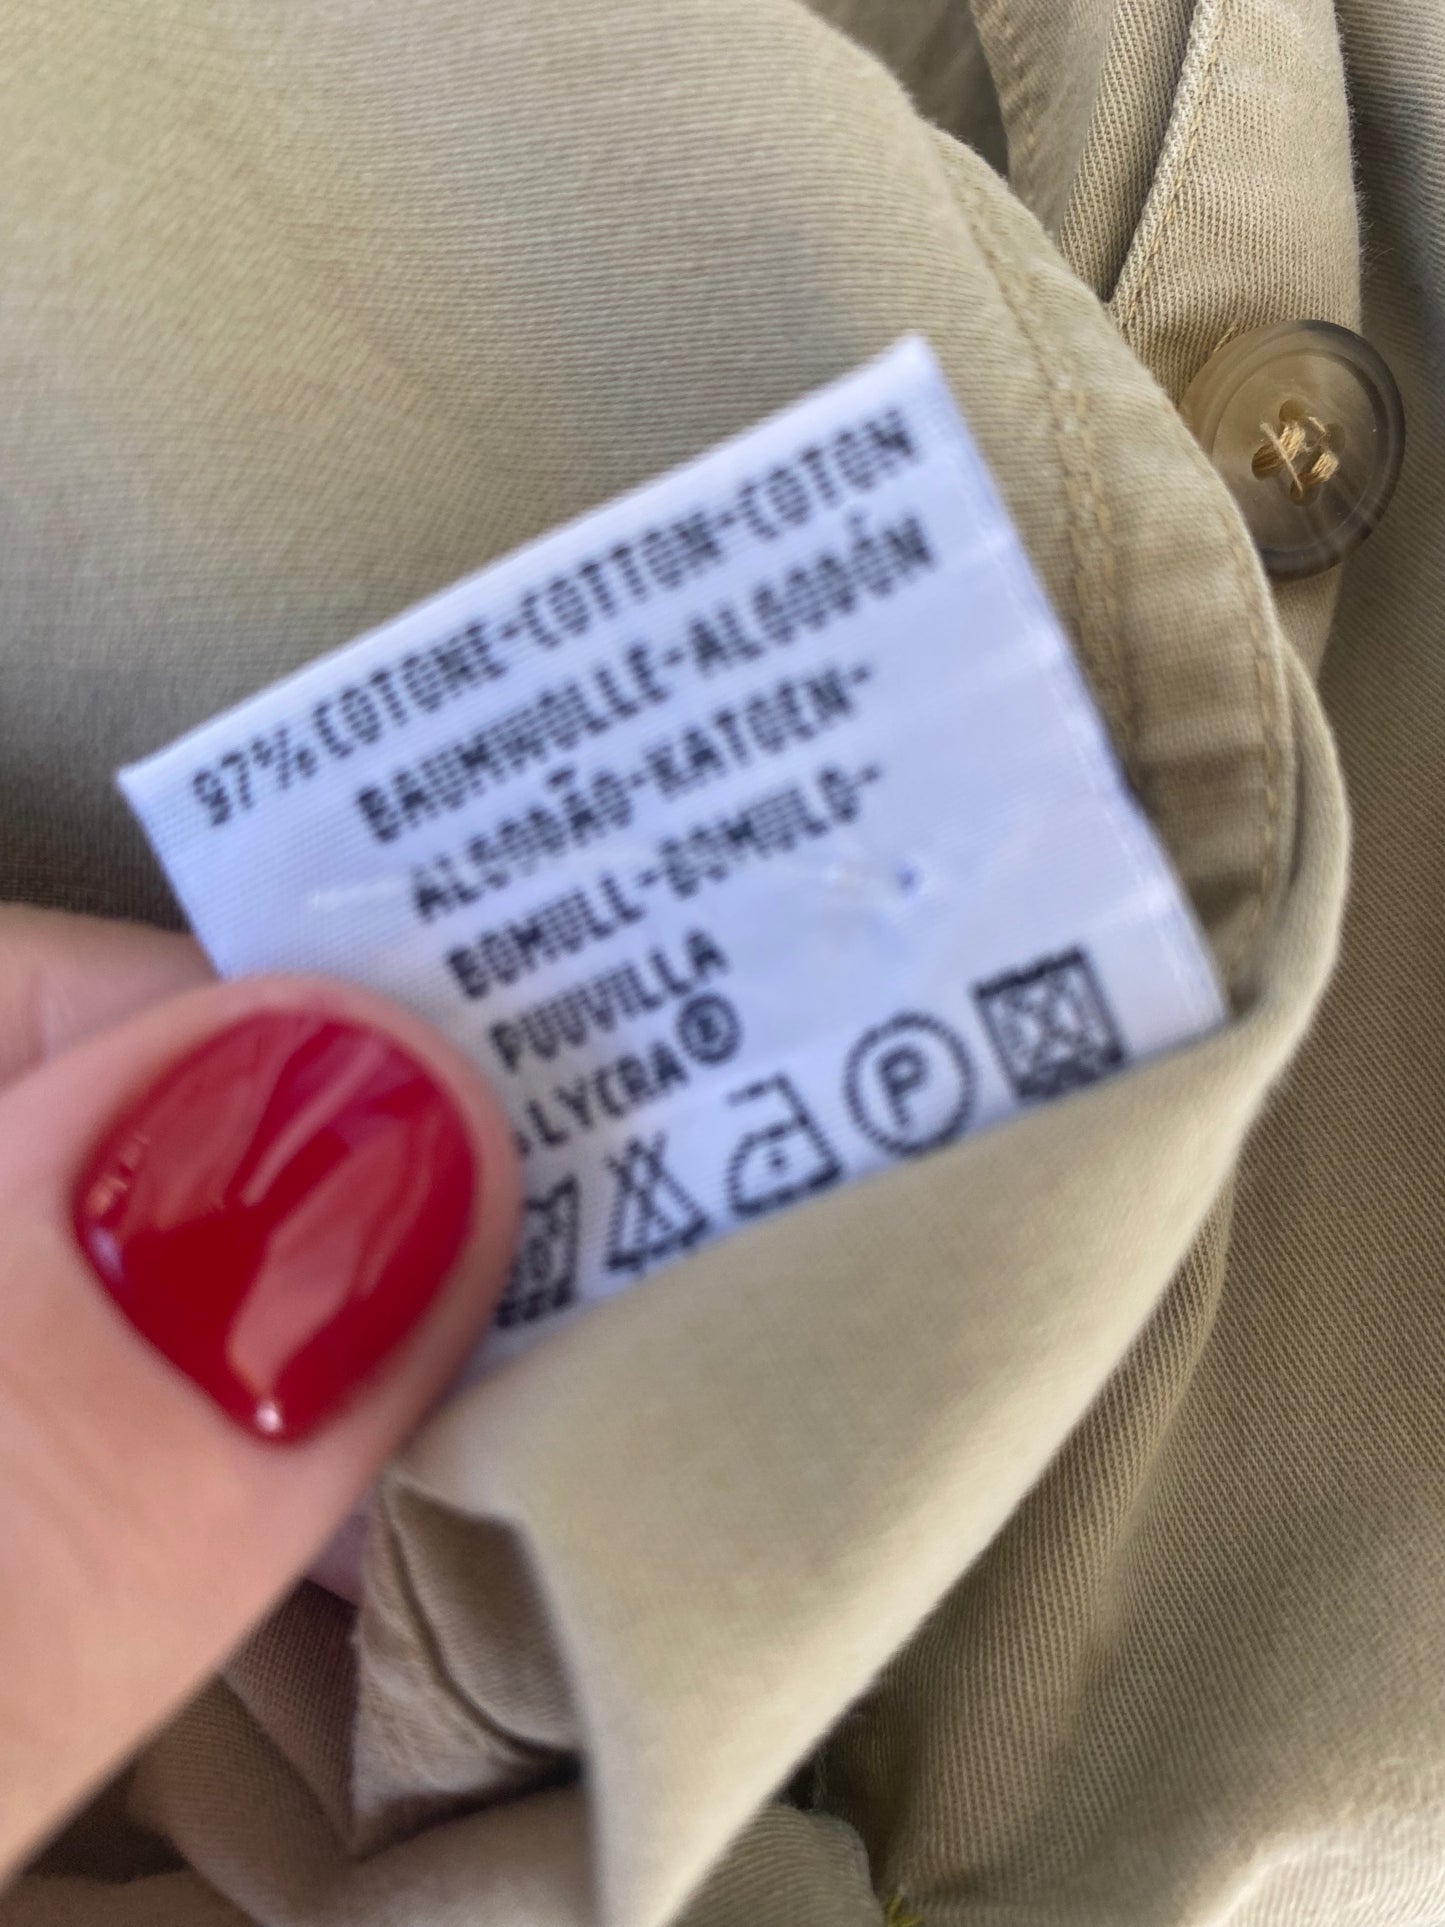 97% COTONE-COTTON-COTON
BAUMWOLLE-ALGODÓN
ALGODÃO-KATOEN-
BOMULL-BOMULD-
PUUVILLA
LYCRA®
P